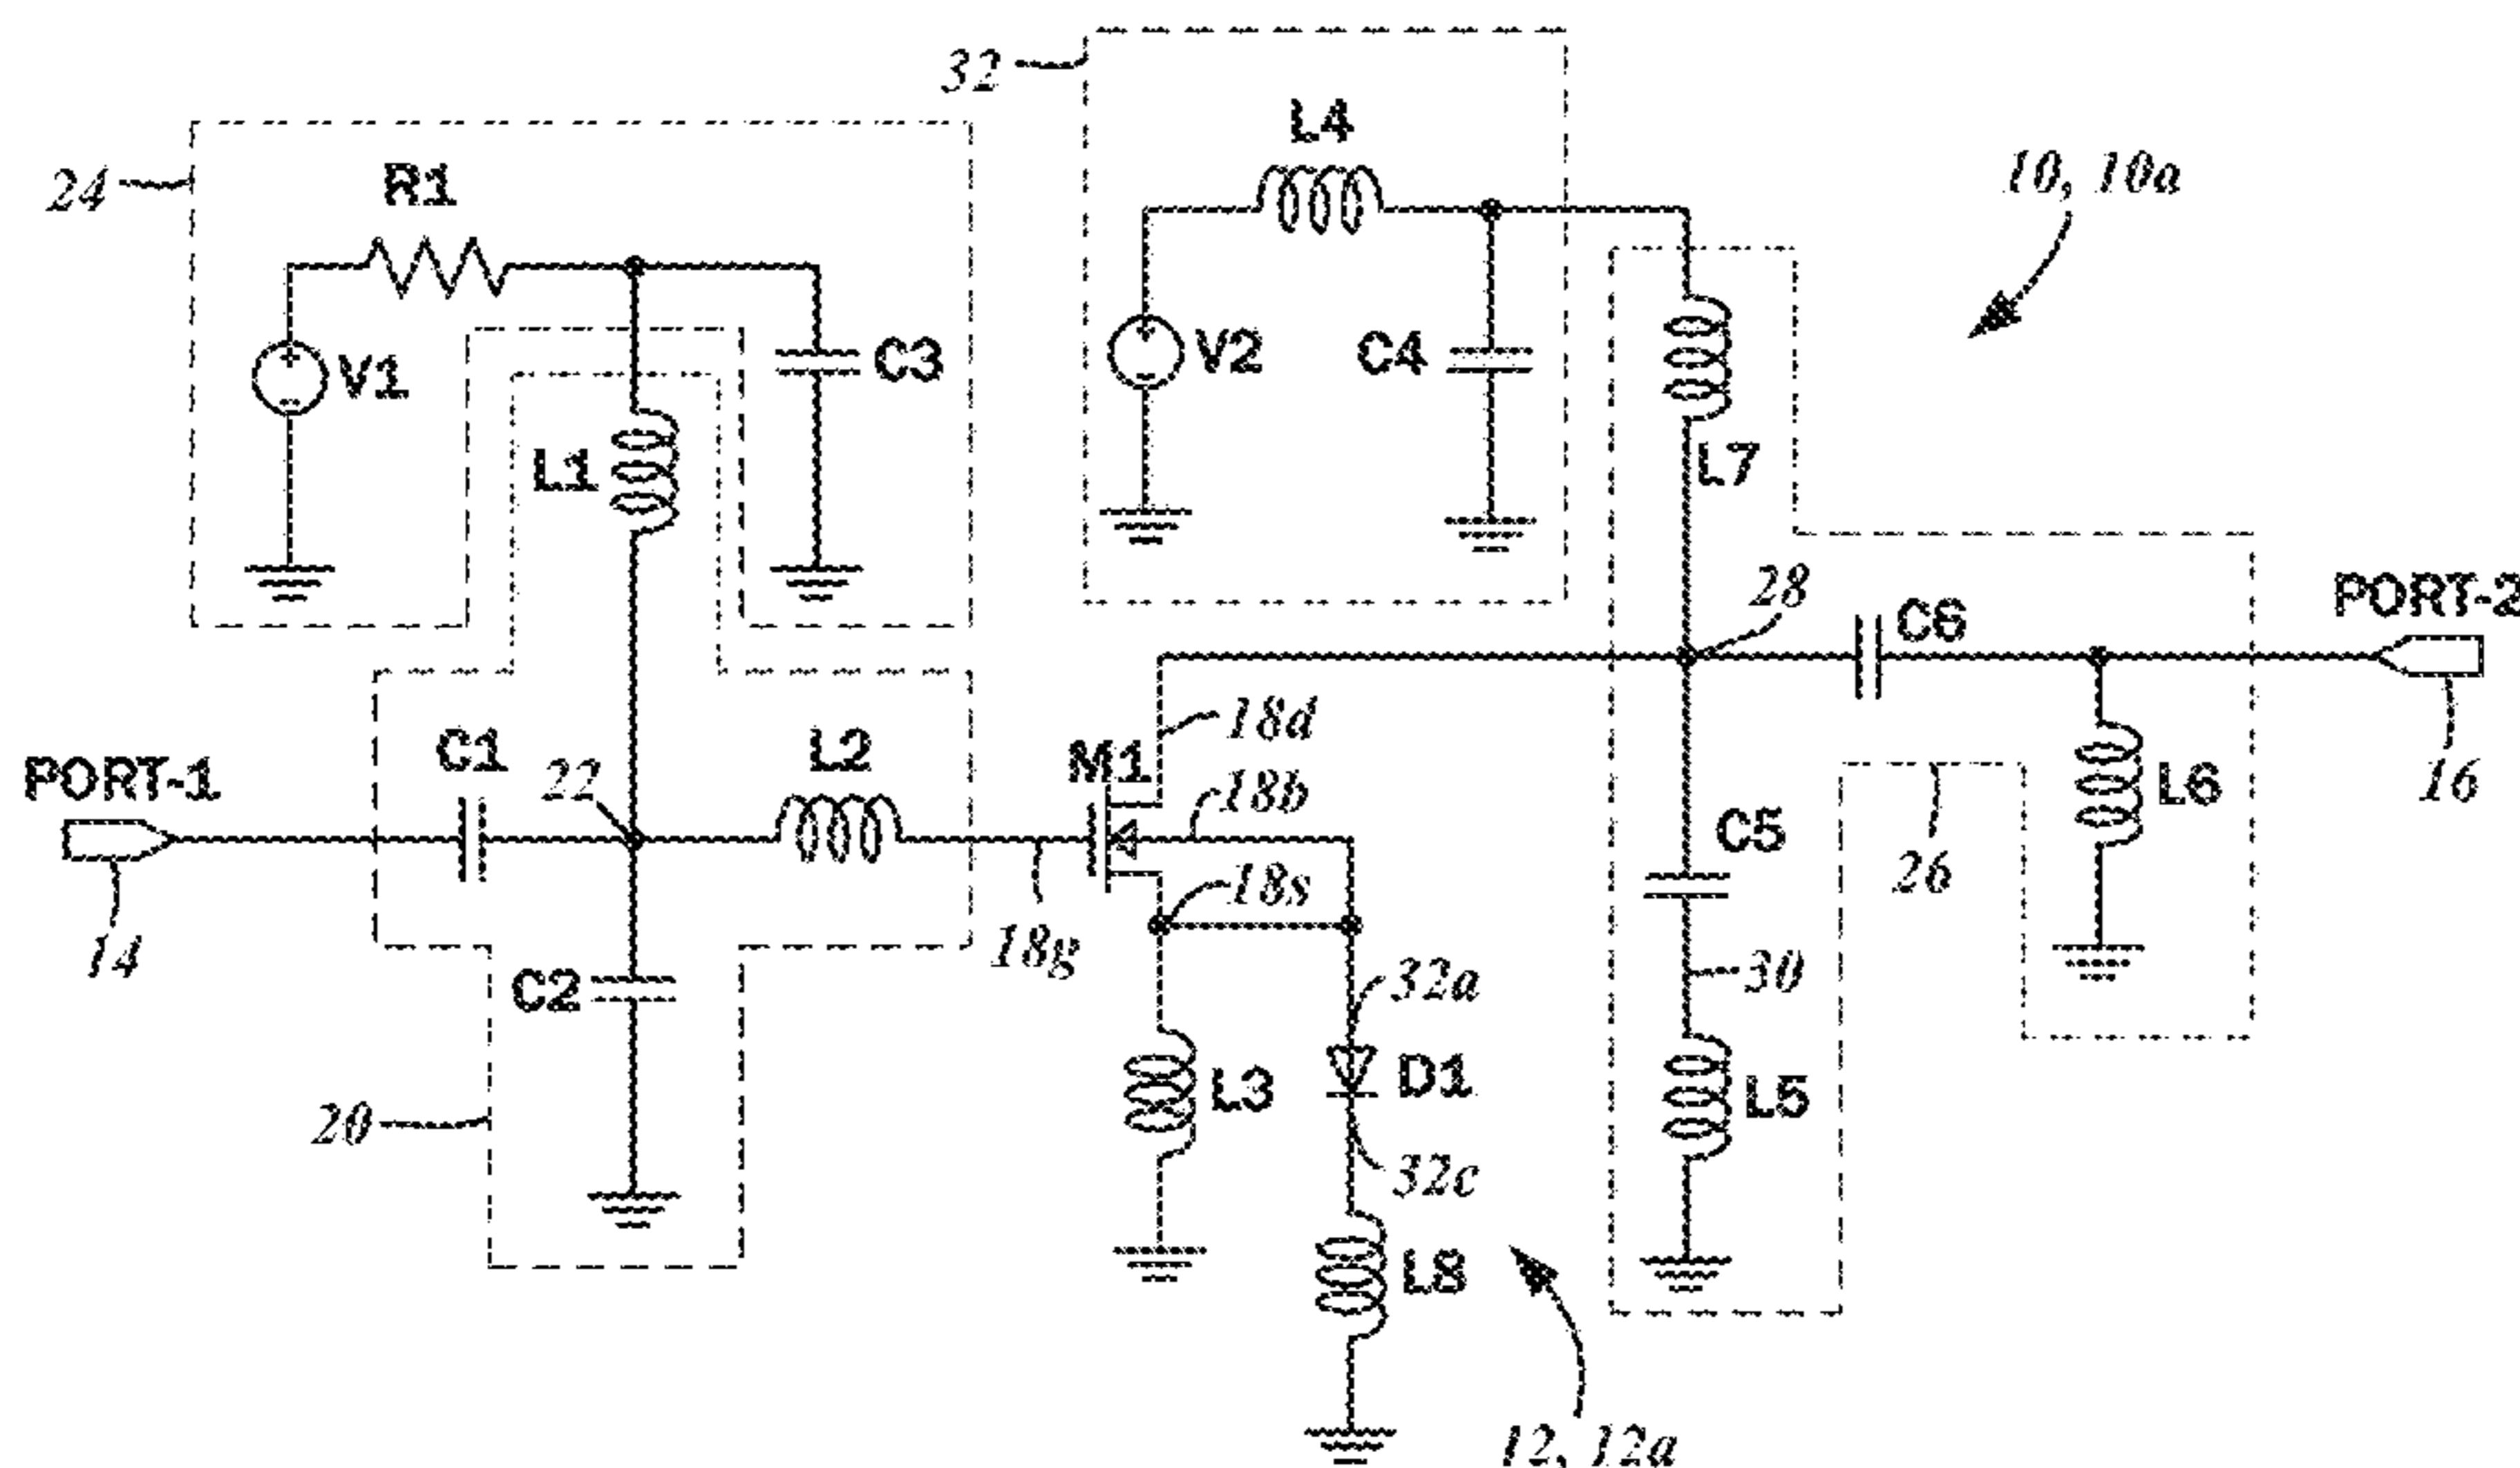 32
L4
24
R1
10, 10a
V1
C3
V2
C4
L1
L7
28
C6
PORT-2
18d
C1
L2
M1
PORT-1
22
18b
16
L6
C5
26
18s
14
18g
C2
32a
30
L3
D1
L5
20
32c
L8
12, 12a